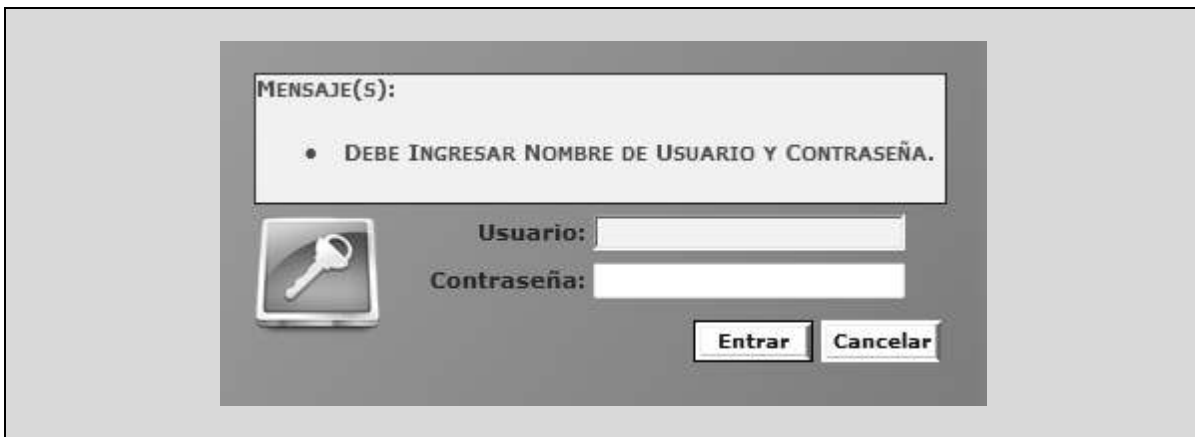 MENSAJE(S):
• DEBE INGRESAR NOMBRE DE USUARIO Y CONTRASEÑA.
Usuario:
Contraseña:
Entrar Cancelar